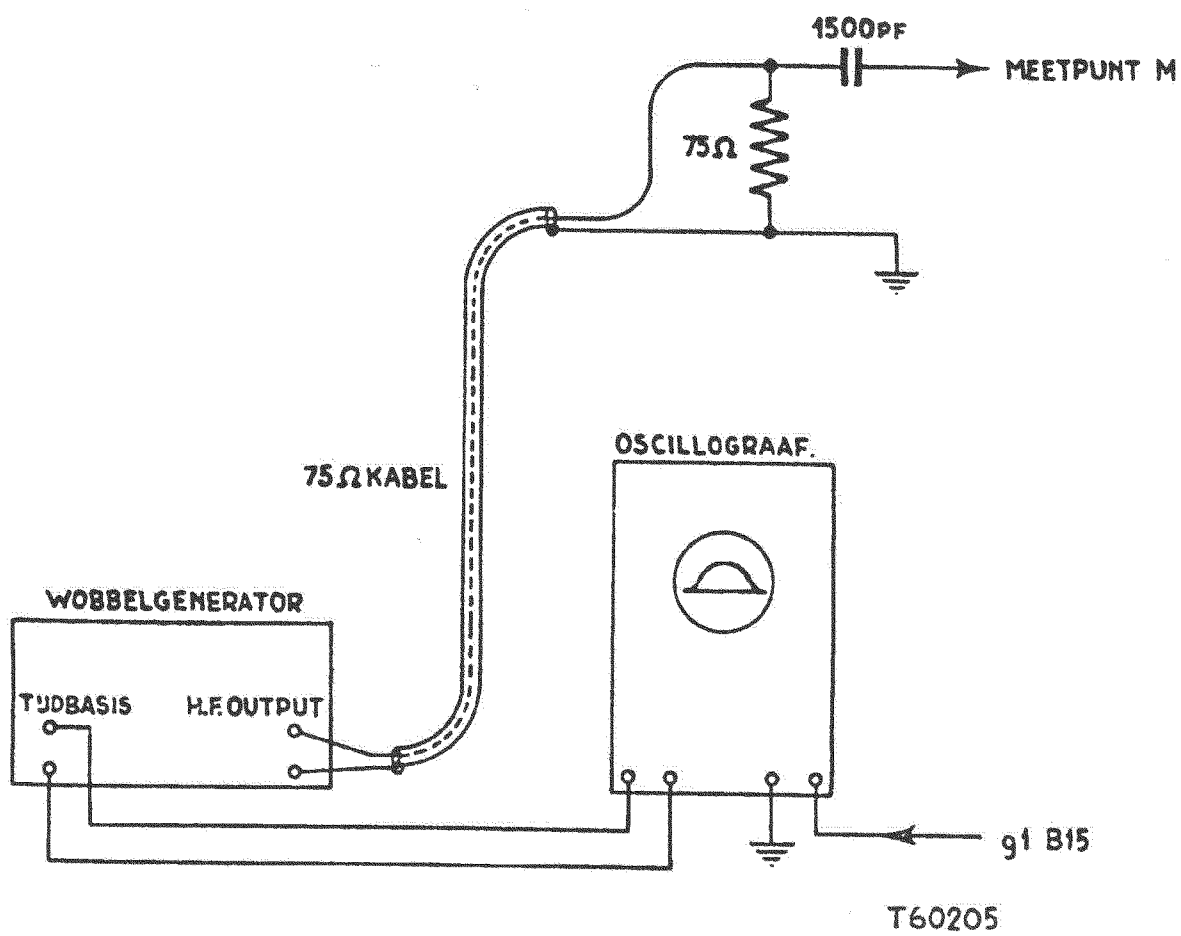 1500PF
MEETPUNT M
75Ω
OSCILLOGRAAF.
75Ω KABEL
WOBBELGENERATOR
TIJDBASIS H.F. OUTPUT
g1 B15
T60205